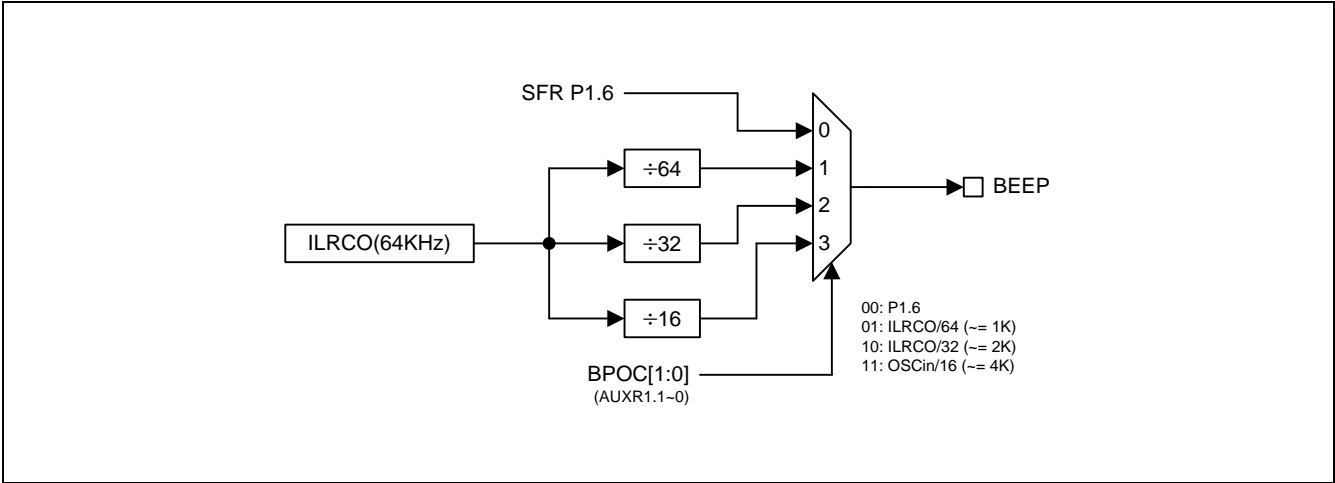 SFR P1.6
0
÷64
1
BEEP
2
ILRCO(64KHz)
÷32
3
÷16
00: P1.6
01: ILRCO/64 (~= 1K)
10: ILRCO/32 (~= 2K)
11: OSCin/16 (~= 4K)
BPOC[1:0]
(AUXR1.1~0)